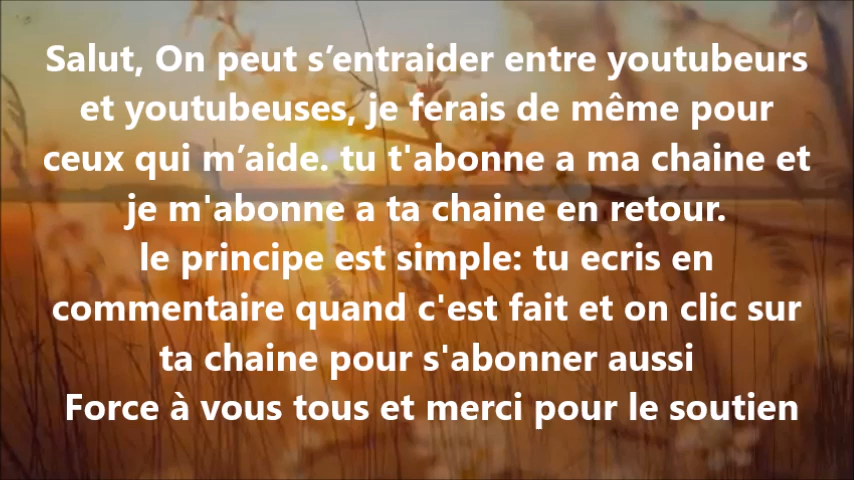 Salut, On peut s’entraider entre youtubeurs
et youtubeuses, je ferais de même pour
ceux qui m’aide. tu t'abonne a ma chaine et
je m'abonne a ta chaine en retour.
le principe est simple: tu ecris en
commentaire quand c'est fait et on clic sur
ta chaine pour s'abonner aussi
Force à vous tous et merci pour le soutien